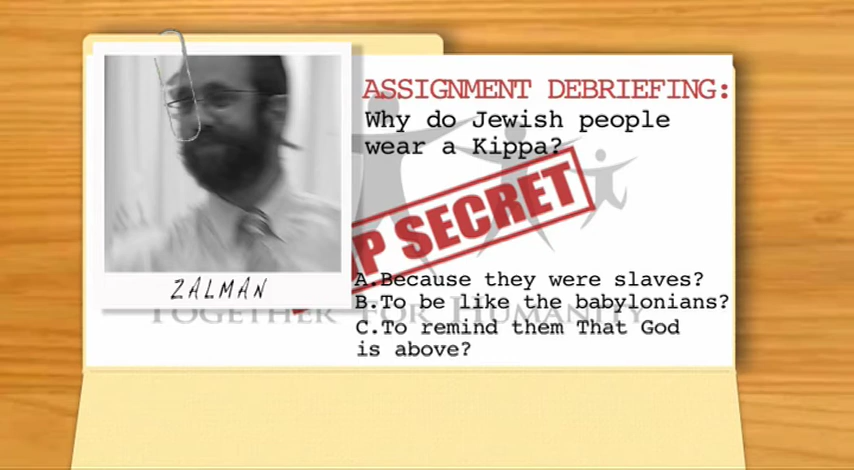 ASSIGNMENT DEBRIEFING:
Why do Jewish people
wear a Kippa?
P SECRET
ZALMAN
A.Because they were slaves?
B.To be like the babylonians?
C.To remind them That God
is above?
TOGETHER FOR HUMANITY